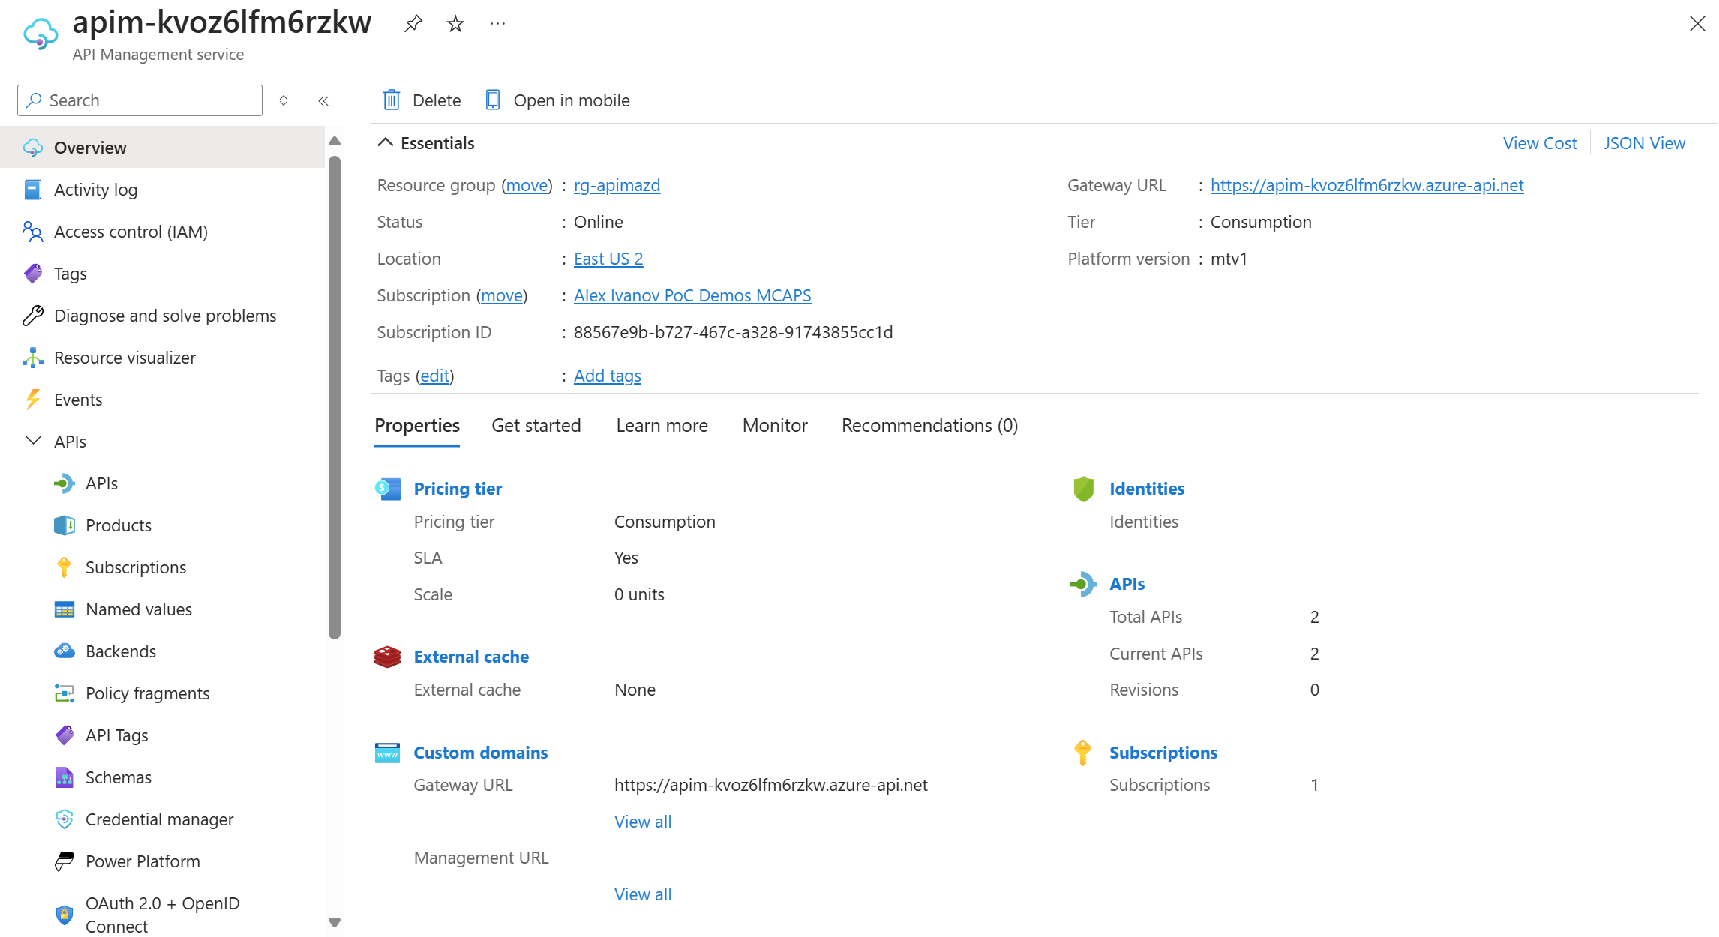 apim-kvoz6lfm6rzkw
API Management service
Search
Delete
Open in mobile
Overview
Activity log
Access control (IAM)
Tags
Diagnose and solve problems
Resource visualizer
Events
APIs
APIs
Products
Subscriptions
Named values
Backends
Policy fragments
API Tags
Schemas
Credential manager
Power Platform
OAuth 2.0 + OpenID
Connect
Essentials
View Cost
JSON View
Resource group (move) : rg-apimazd
Status : Online
Location : East US 2
Subscription (move) : Alex Ivanov PoC Demos MCAPS
Subscription ID : 88567e9b-b727-467c-a328-91743855cc1d
Tags (edit) : Add tags
Gateway URL : https://apim-kvoz6lfm6rzkw.azure-api.net
Tier : Consumption
Platform version : mtv1
Properties
Get started
Learn more
Monitor
Recommendations (0)
Pricing tier
Pricing tier Consumption
SLA Yes
Scale 0 units
External cache
External cache None
Custom domains
www
Gateway URL https://apim-kvoz6lfm6rzkw.azure-api.net
View all
Management URL
View all
Identities
Identities
APIs
Total APIs 2
Current APIs 2
Revisions 0
Subscriptions
Subscriptions 1